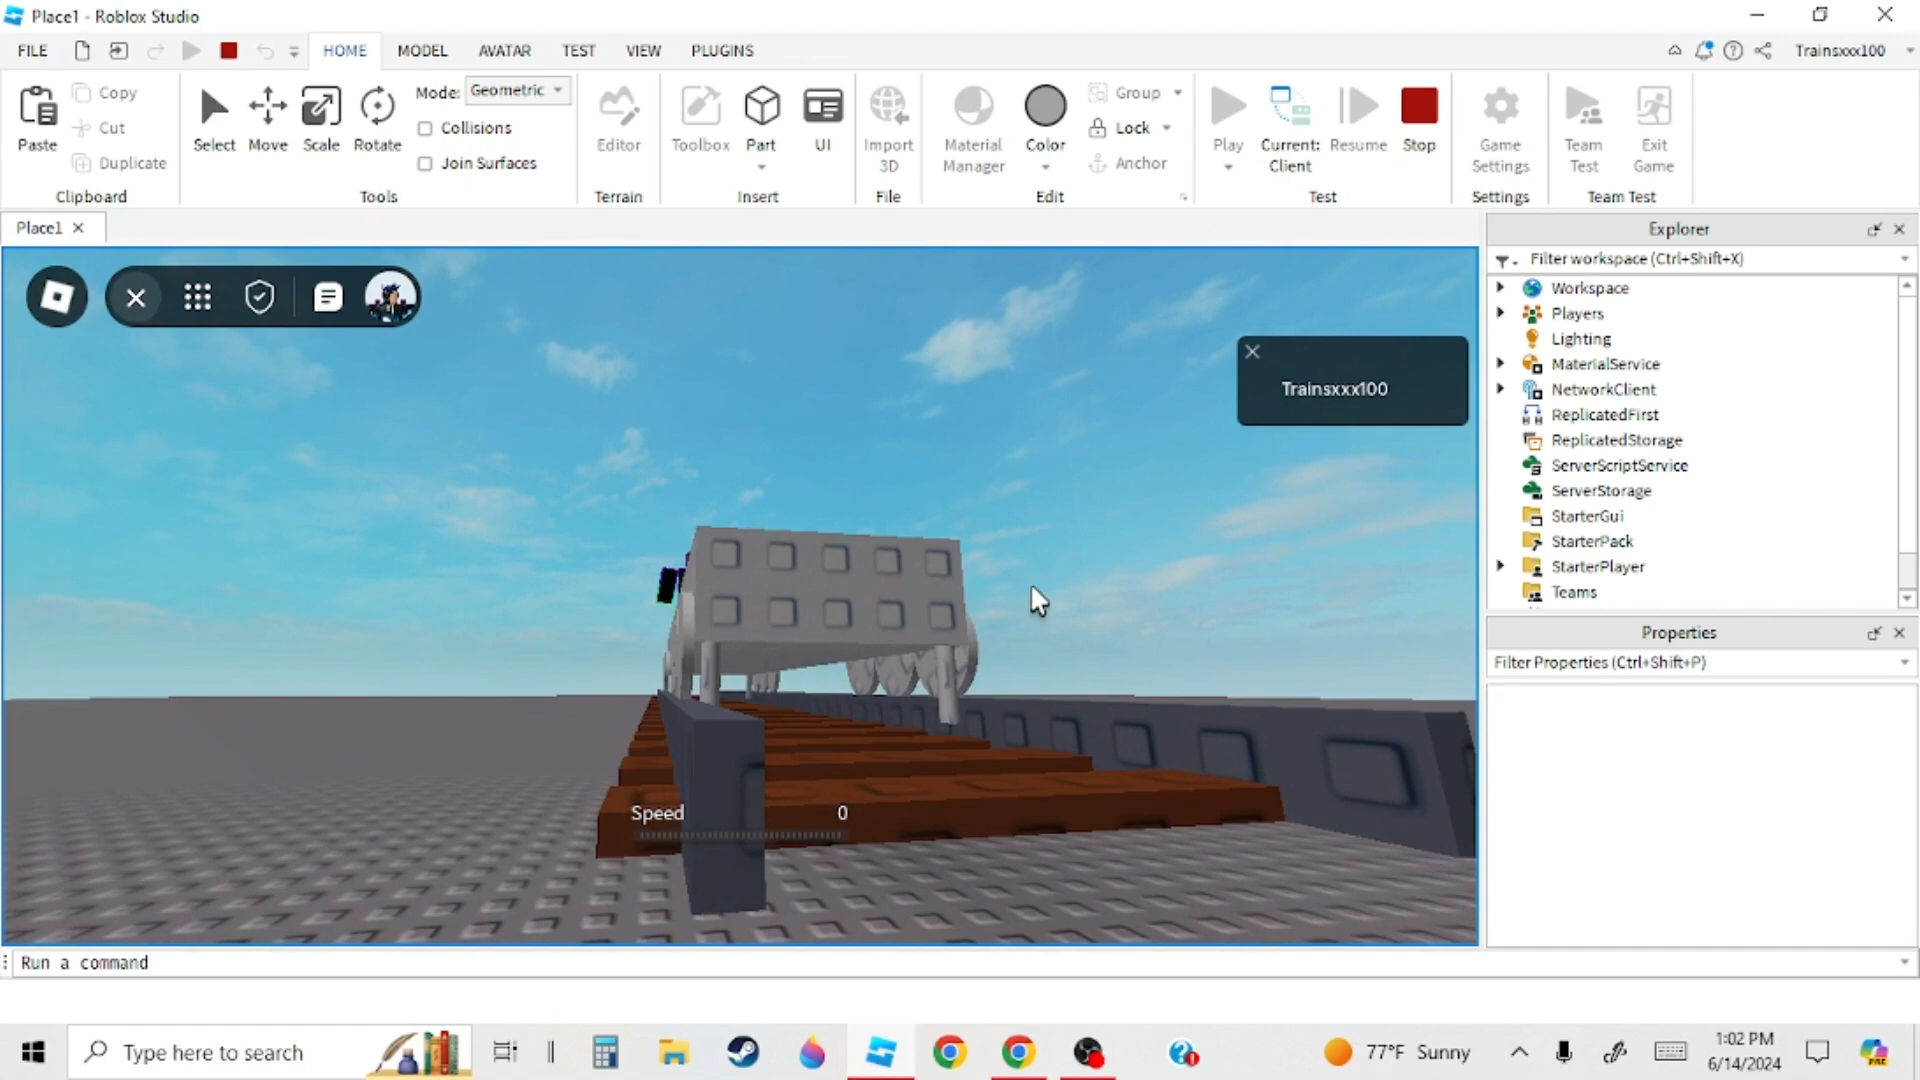 Place1 - Roblox Studio
FILE HOME MODEL AVATAR TEST VIEW PLUGINS Trainsxxx100
Paste
Copy
Cut
Duplicate
Clipboard
Select Move Scale Rotate
Mode: Geometric
Collisions
Join Surfaces
Tools
Editor
Terrain
Toolbox Part UI
Insert
Import
3D
File
Material
Manager
Color
Group
Lock
Anchor
Edit
Play
Current:
Client
Resume Stop
Test
Game
Settings
Settings
Team
Test
Exit
Game
Team Test
Place1
Trainsxxx100
Speed 0
Explorer
Filter workspace (Ctrl+Shift+X)
Workspace
Players
Lighting
MaterialService
NetworkClient
ReplicatedFirst
ReplicatedStorage
ServerScriptService
ServerStorage
StarterGui
StarterPack
StarterPlayer
Teams
Properties
Filter Properties (Ctrl+Shift+P)
Run a command
Type here to search
77°F Sunny
1:02 PM
6/14/2024
PRE